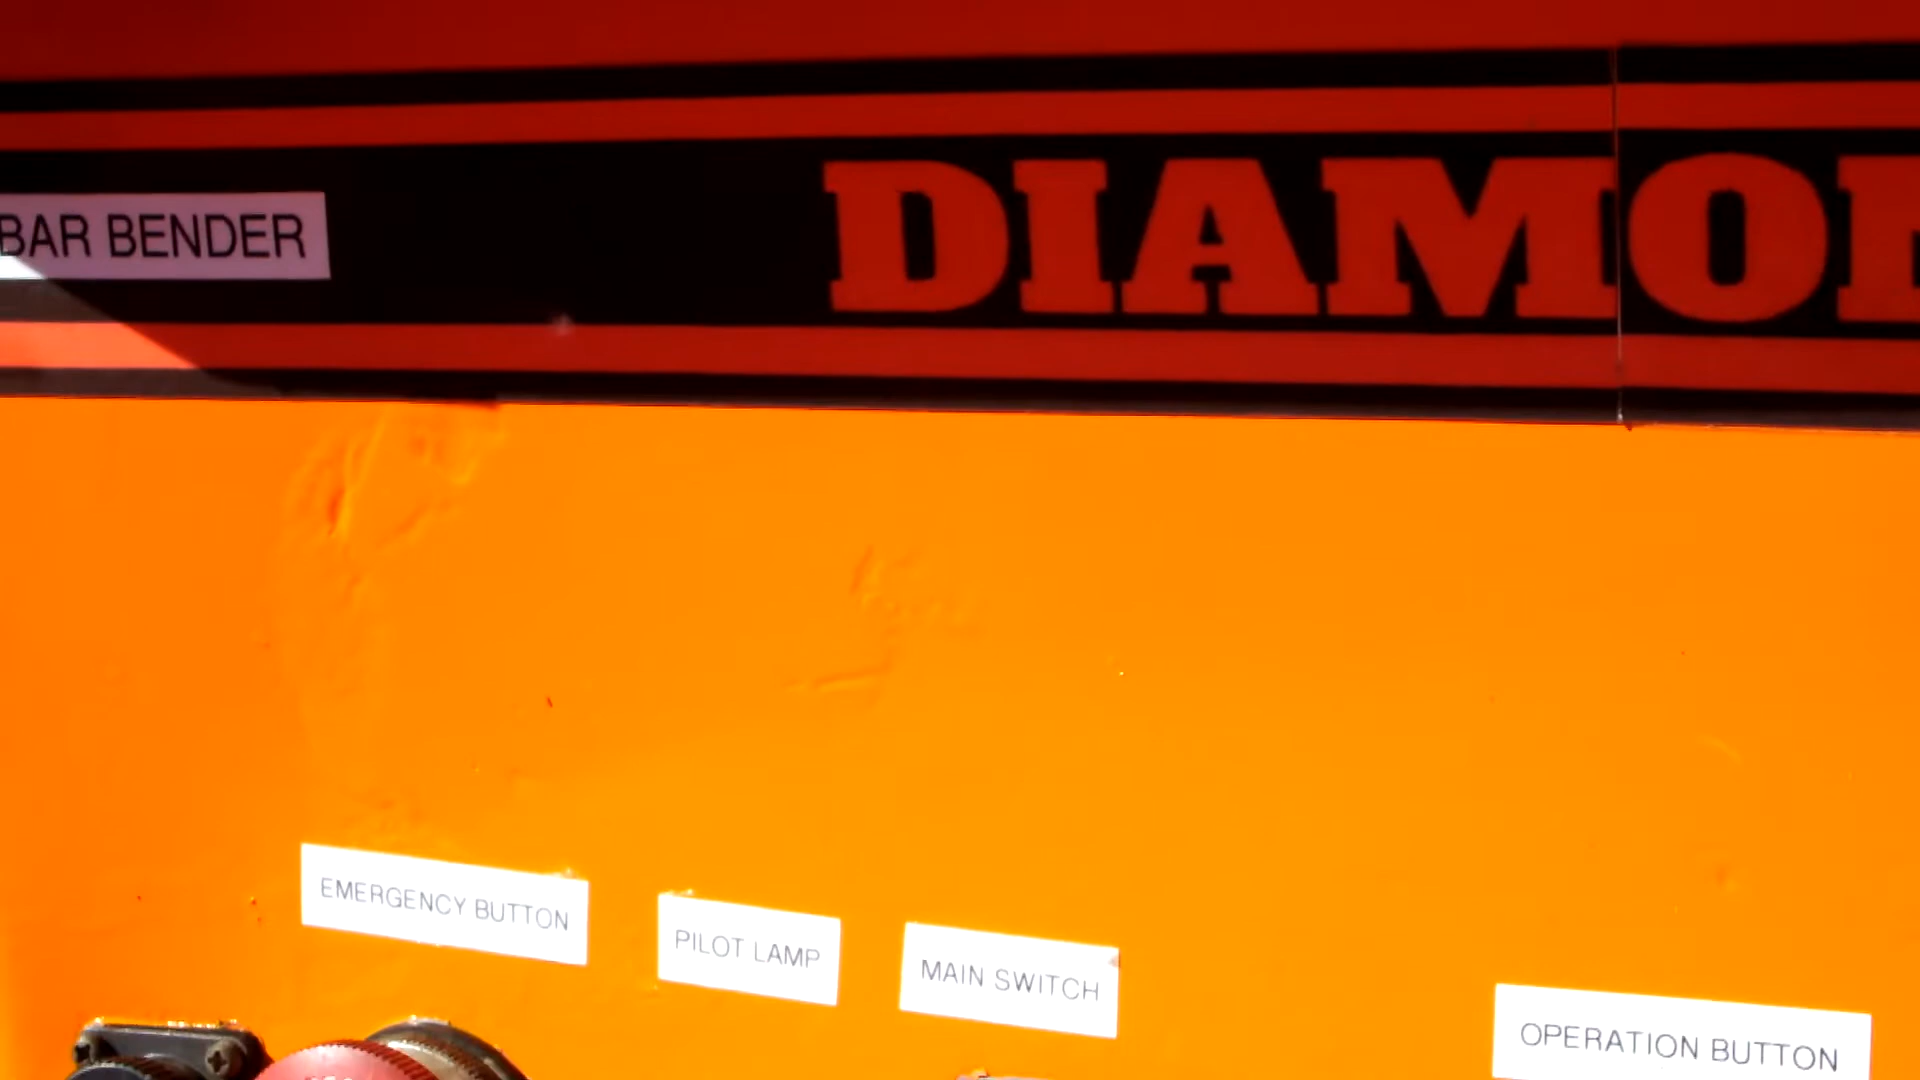 BAR BENDER
DIAMO
EMERGENCY BUTTON
PILOT LAMP
MAIN SWITCH
OPERATION BUTTON